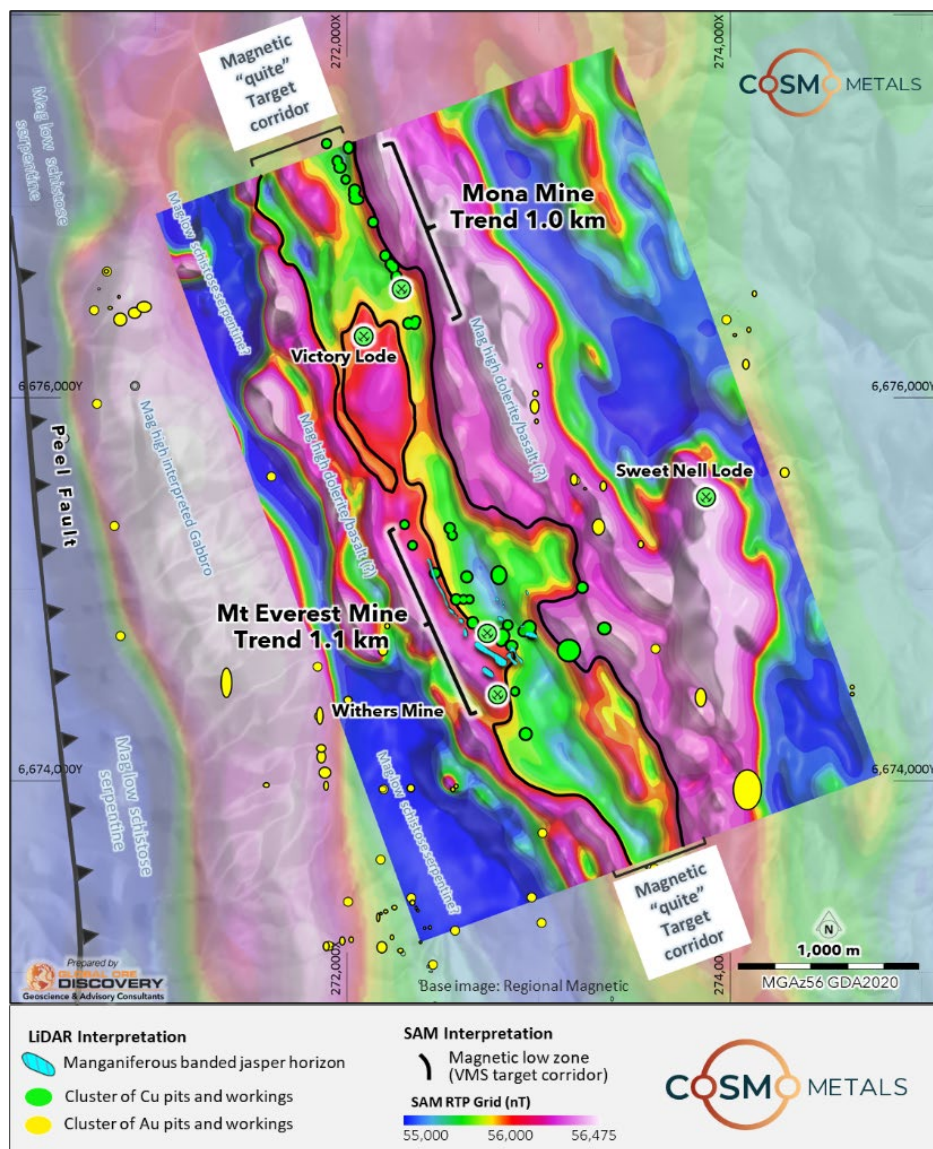 Magnetic
"quite"
Target
corridor
272,000X
274,000X
COSMO METALS
Mag low schistose
serpentine
Mag low schistose serpentine?
Mona Mine
Trend 1.0 km
Victory Lode
6,676,000Y
6,676,000Y
Mag high dolerite/basalt (?)
Peel Fault
Mag high interpreted Gabbro
Mag high dolerite/basalt (?)
Sweet Nell Lode
Mt Everest Mine
Trend 1.1 km
Withers Mine
6,674,000Y
6,674,000Y
Mag low schistose
serpentine
Mag low schistose serpentine?
Magnetic
"quite"
Target
corridor
N
1,000 m
MGAz56 GDA2020
Prepared by
GLOBAL ORE
DISCOVERY
Geoscience & Advisory Consultants
272,000X
274,00
Base image: Regional Magnetic
LiDAR Interpretation
Manganiferous banded jasper horizon
Cluster of Cu pits and workings
Cluster of Au pits and workings
SAM Interpretation
Magnetic low zone
(VMS target corridor)
SAM RTP Grid (nT)
55,000 56,000 56,475
COSMO METALS